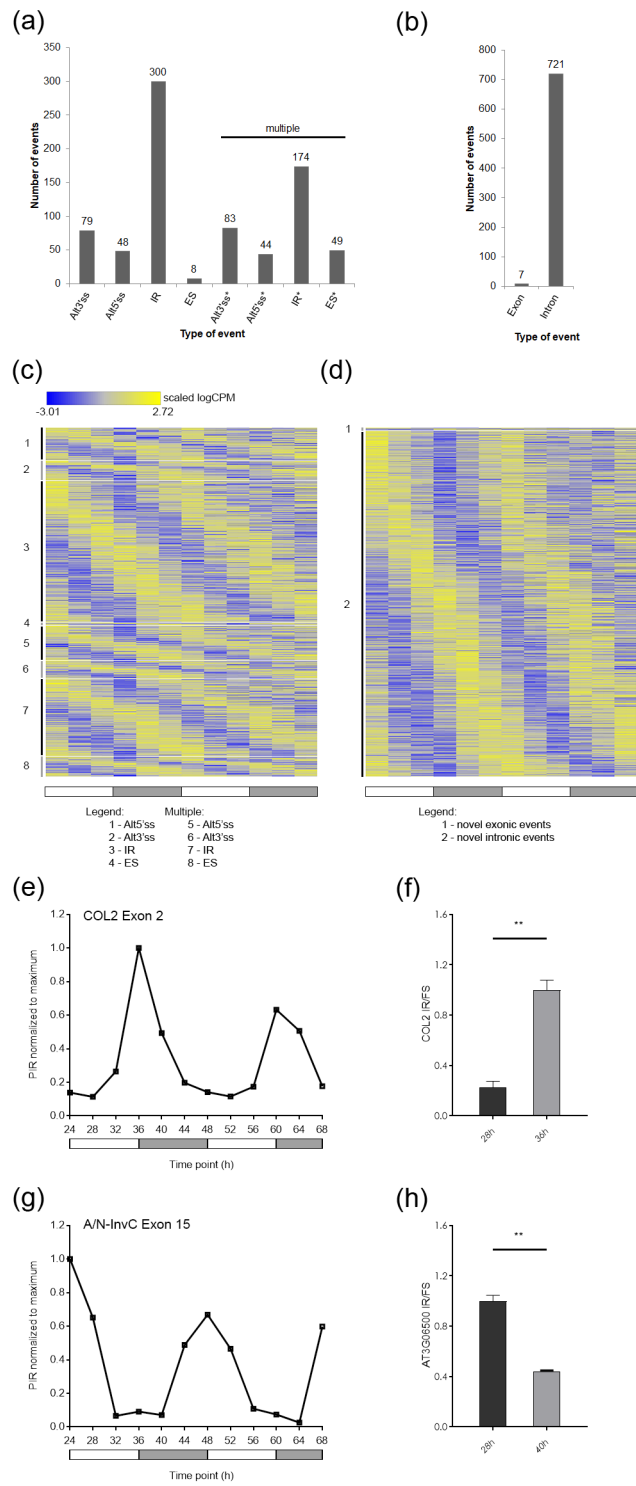 (a)
350
300
250
200
150
100
50
0
Number of events
79
48
300
8
83
44
174
49
multiple
Alt3'ss
Alt5'ss
IR
ES
Alt3'ss*
Alt5'ss*
IR*
ES*
Type of event
(b)
800
700
600
500
400
300
200
100
0
Number of events
7
721
Exon
Intron
Type of event
(c)
scaled logCPM
-3.01
2.72
1
2
3
4
5
6
7
8
Legend:
1 - Alt5'ss
2 - Alt3'ss
3 - IR
4 - ES
Multiple:
5 - Alt5'ss
6 - Alt3'ss
7 - IR
8 - ES
(d)
1
2
Legend:
1 - novel exonic events
2 - novel intronic events
(e)
COL2 Exon 2
PIR normalized to maximum
1.2
1.0
0.8
0.6
0.4
0.2
0.0
24 28 32 36 40 44 48 52 56 60 64 68
Time point (h)
(f)
COL2 IR/FS
1.6
1.2
0.8
0.4
0.0
**
28h
36h
(g)
A/N-InvC Exon 15
PIR normalized to maximum
1.2
1.0
0.8
0.6
0.4
0.2
0.0
24 28 32 36 40 44 48 52 56 60 64 68
Time point (h)
(h)
AT3G06500 IR/FS
1.6
1.2
0.8
0.4
0.0
**
28h
40h